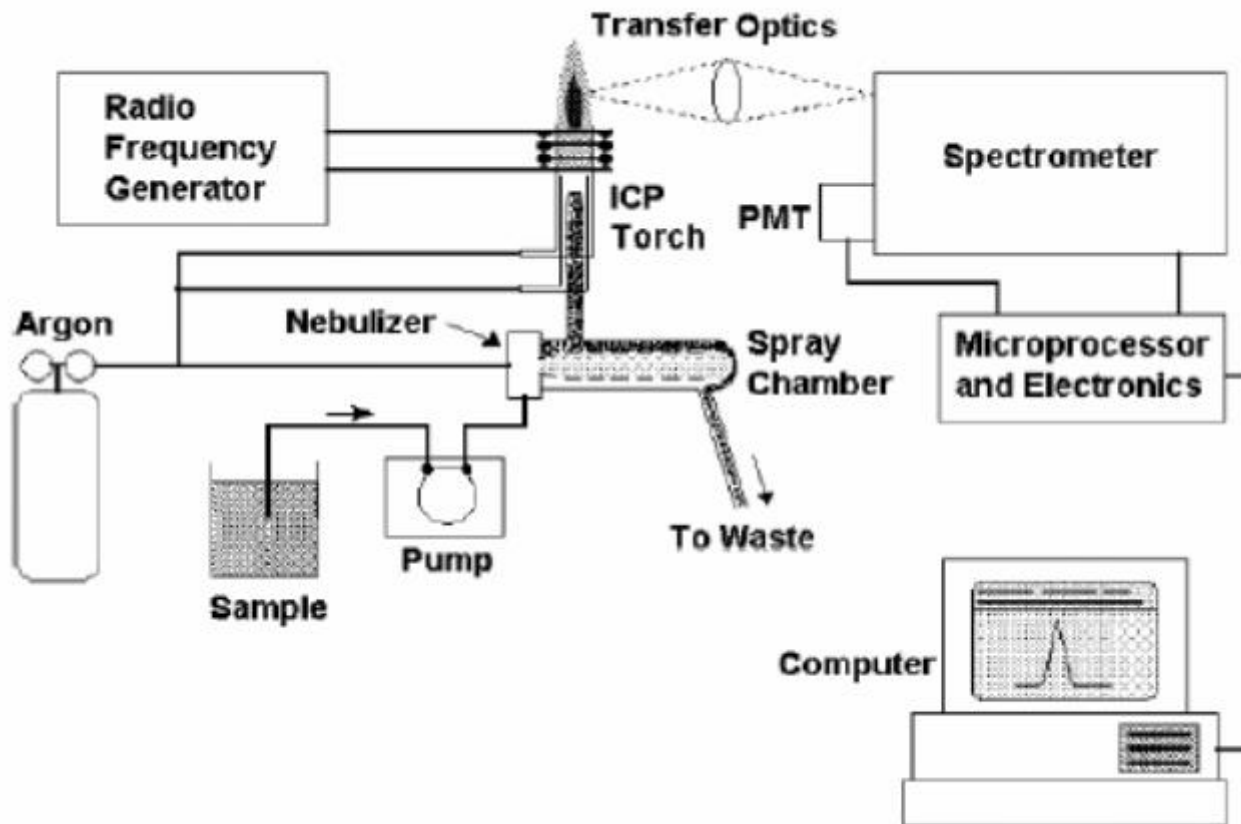 Transfer Optics
Radio
Frequency
Generator
Spectrometer
ICP
Torch
PMT
Argon
Nebulizer
Spray
Chamber
Microprocessor
and Electronics
To Waste
Pump
Sample
Computer